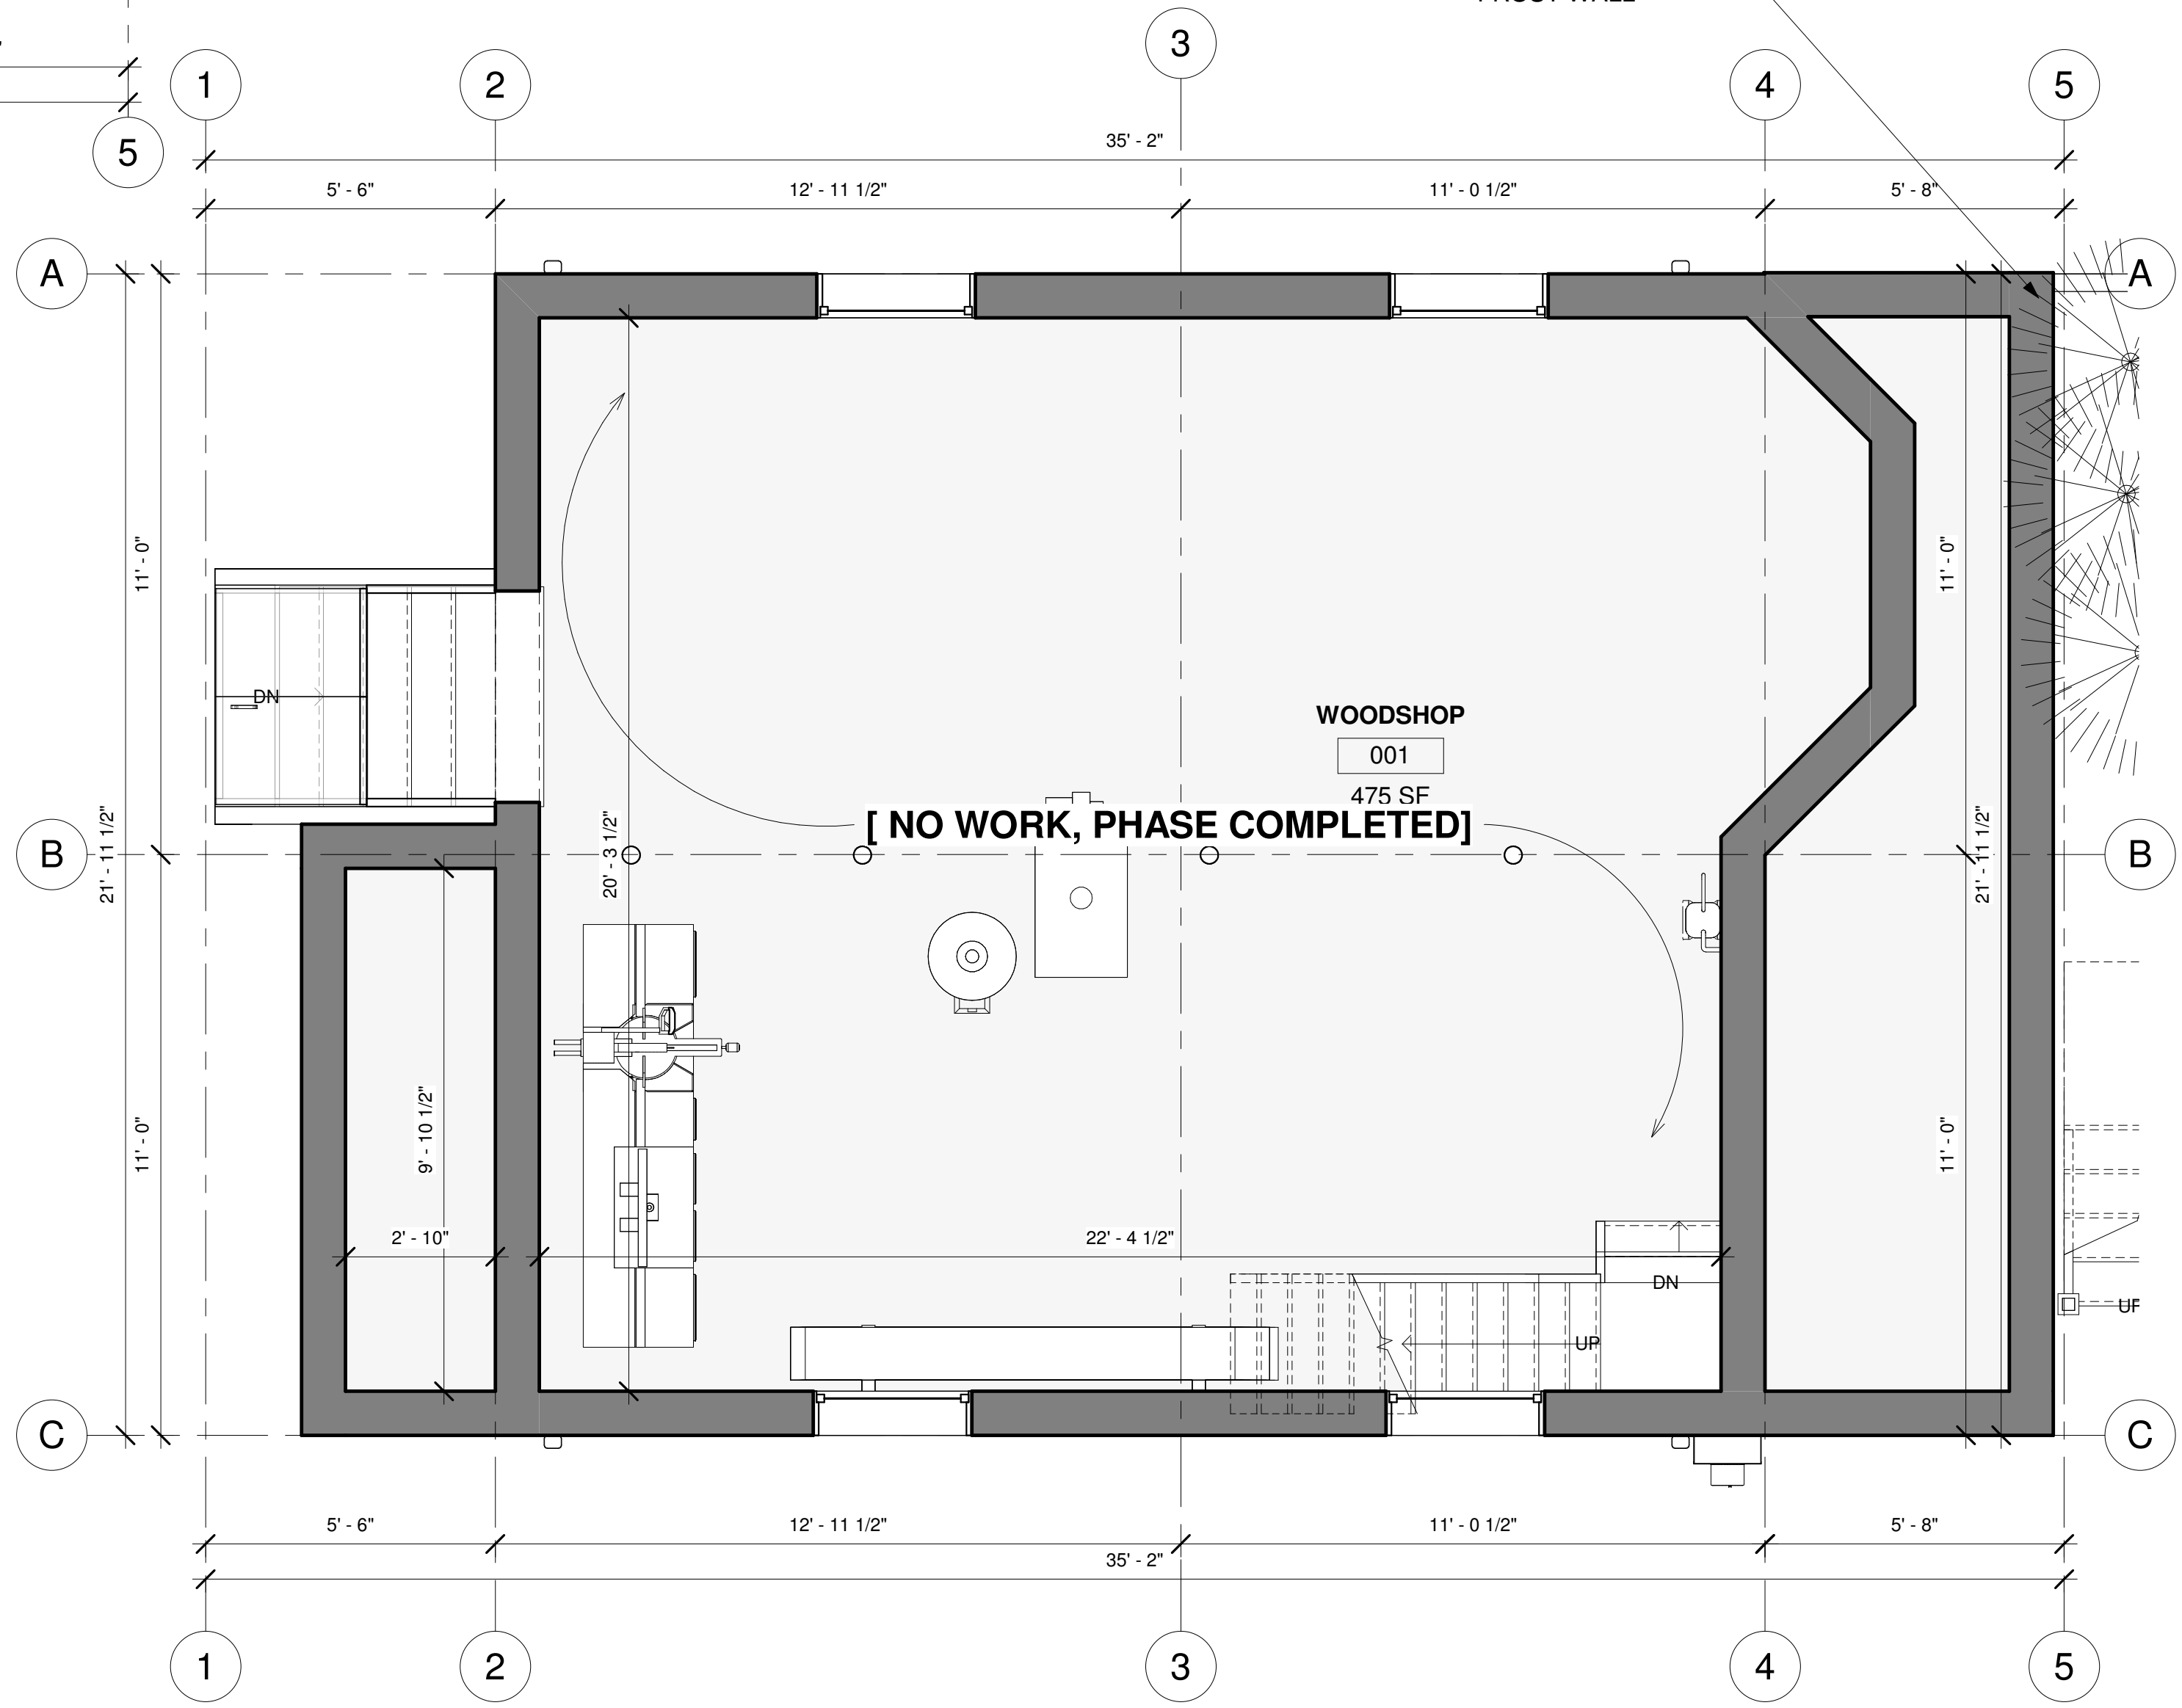 3
1
2
4
5
5
35' - 2"
5' - 6"
12' - 11 1/2"
11' - 0 1/2"
5' - 8"
A
A
11' - 0"
11' - 0"
DN
WOODSHOP
001
475 SF
[ NO WORK, PHASE COMPLETED]
B
21' - 11 1/2"
20' - 3 1/2"
21' - 11 1/2"
B
11' - 0"
9' - 10 1/2"
11' - 0"
2' - 10"
22' - 4 1/2"
DN
UP
C
C
5' - 6"
12' - 11 1/2"
11' - 0 1/2"
5' - 8"
35' - 2"
1
2
3
4
5